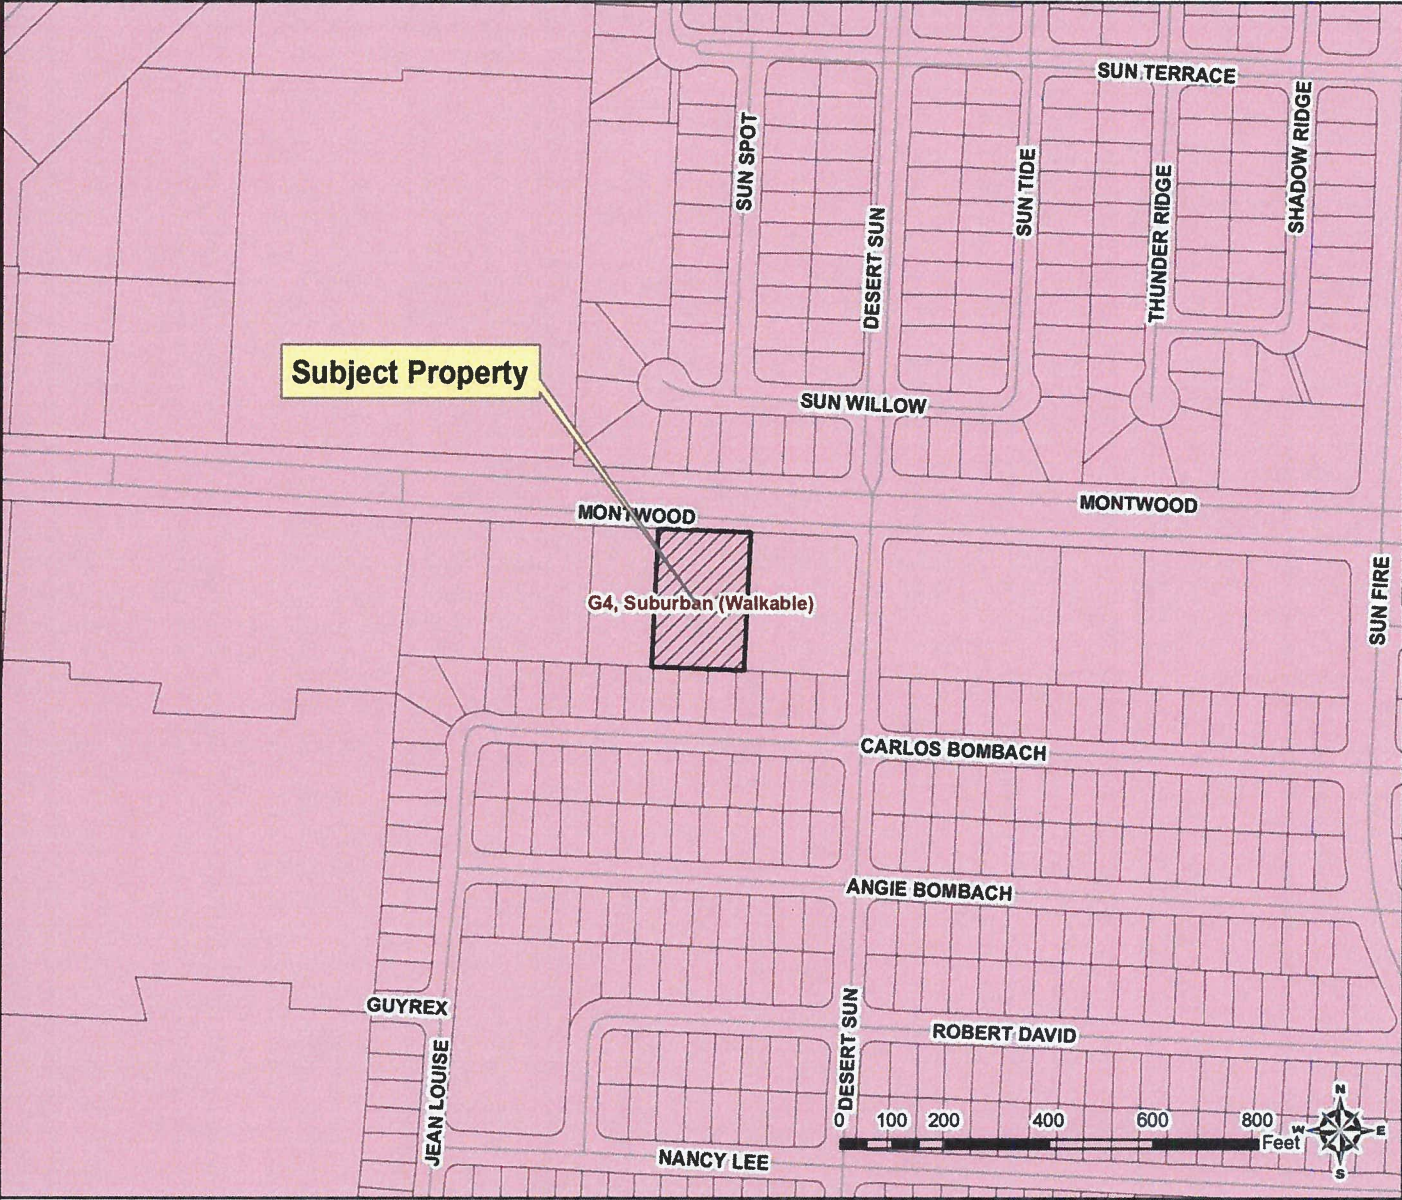 SUN TERRACE
SUN SPOT
DESERT SUN
SUN TIDE
THUNDER RIDGE
SHADOW RIDGE
Subject Property
SUN WILLOW
MONTWOOD
MONTWOOD
SUN FIRE
G4, Suburban (Walkable)
CARLOS BOMBACH
ANGIE BOMBACH
GUYREX
JEAN LOUISE
DESERT SUN
ROBERT DAVID
NANCY LEE
0 100 200 400 600 800
Feet
N
W E
S